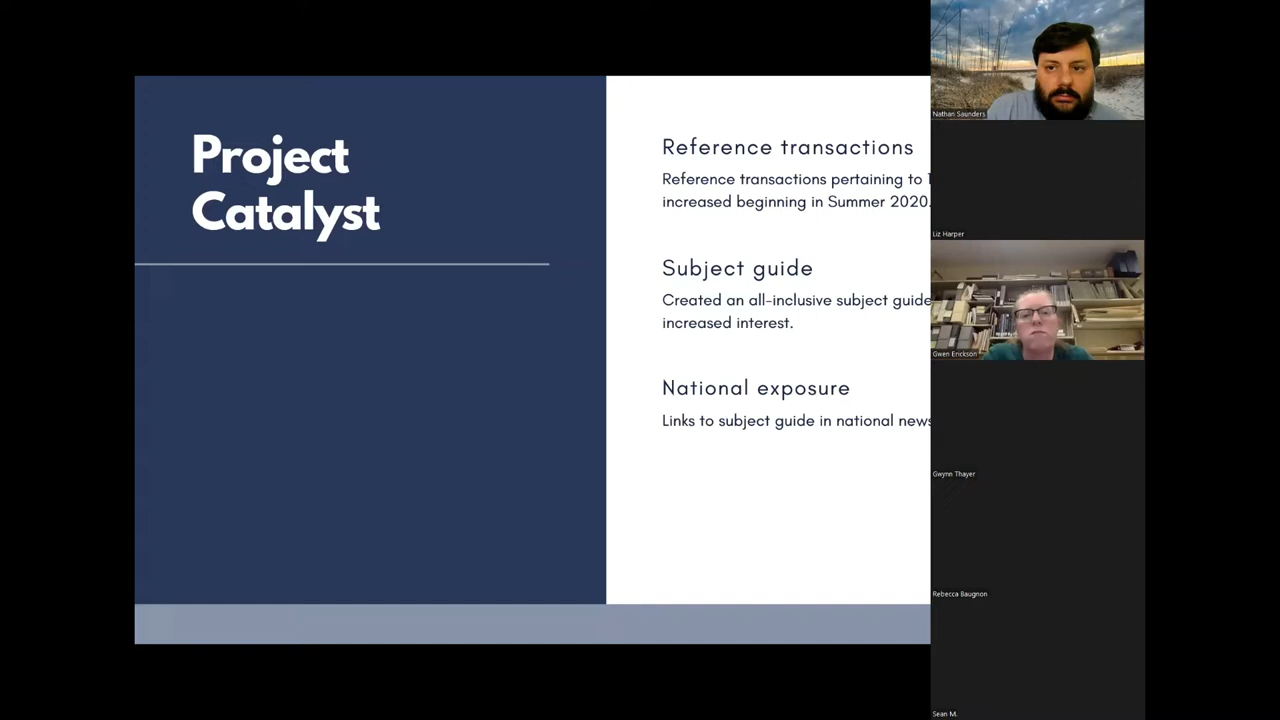 Project
Catalyst
Reference transactions
Reference transactions pertaining to
increased beginning in Summer 2020.
Subject guide
Created an all-inclusive subject guide
increased interest.
National exposure
Links to subject guide in national news
Nathan Saunders
Liz Harper
Gwen Erickson
Gwynn Thayer
Rebecca Baugnon
Sean M.